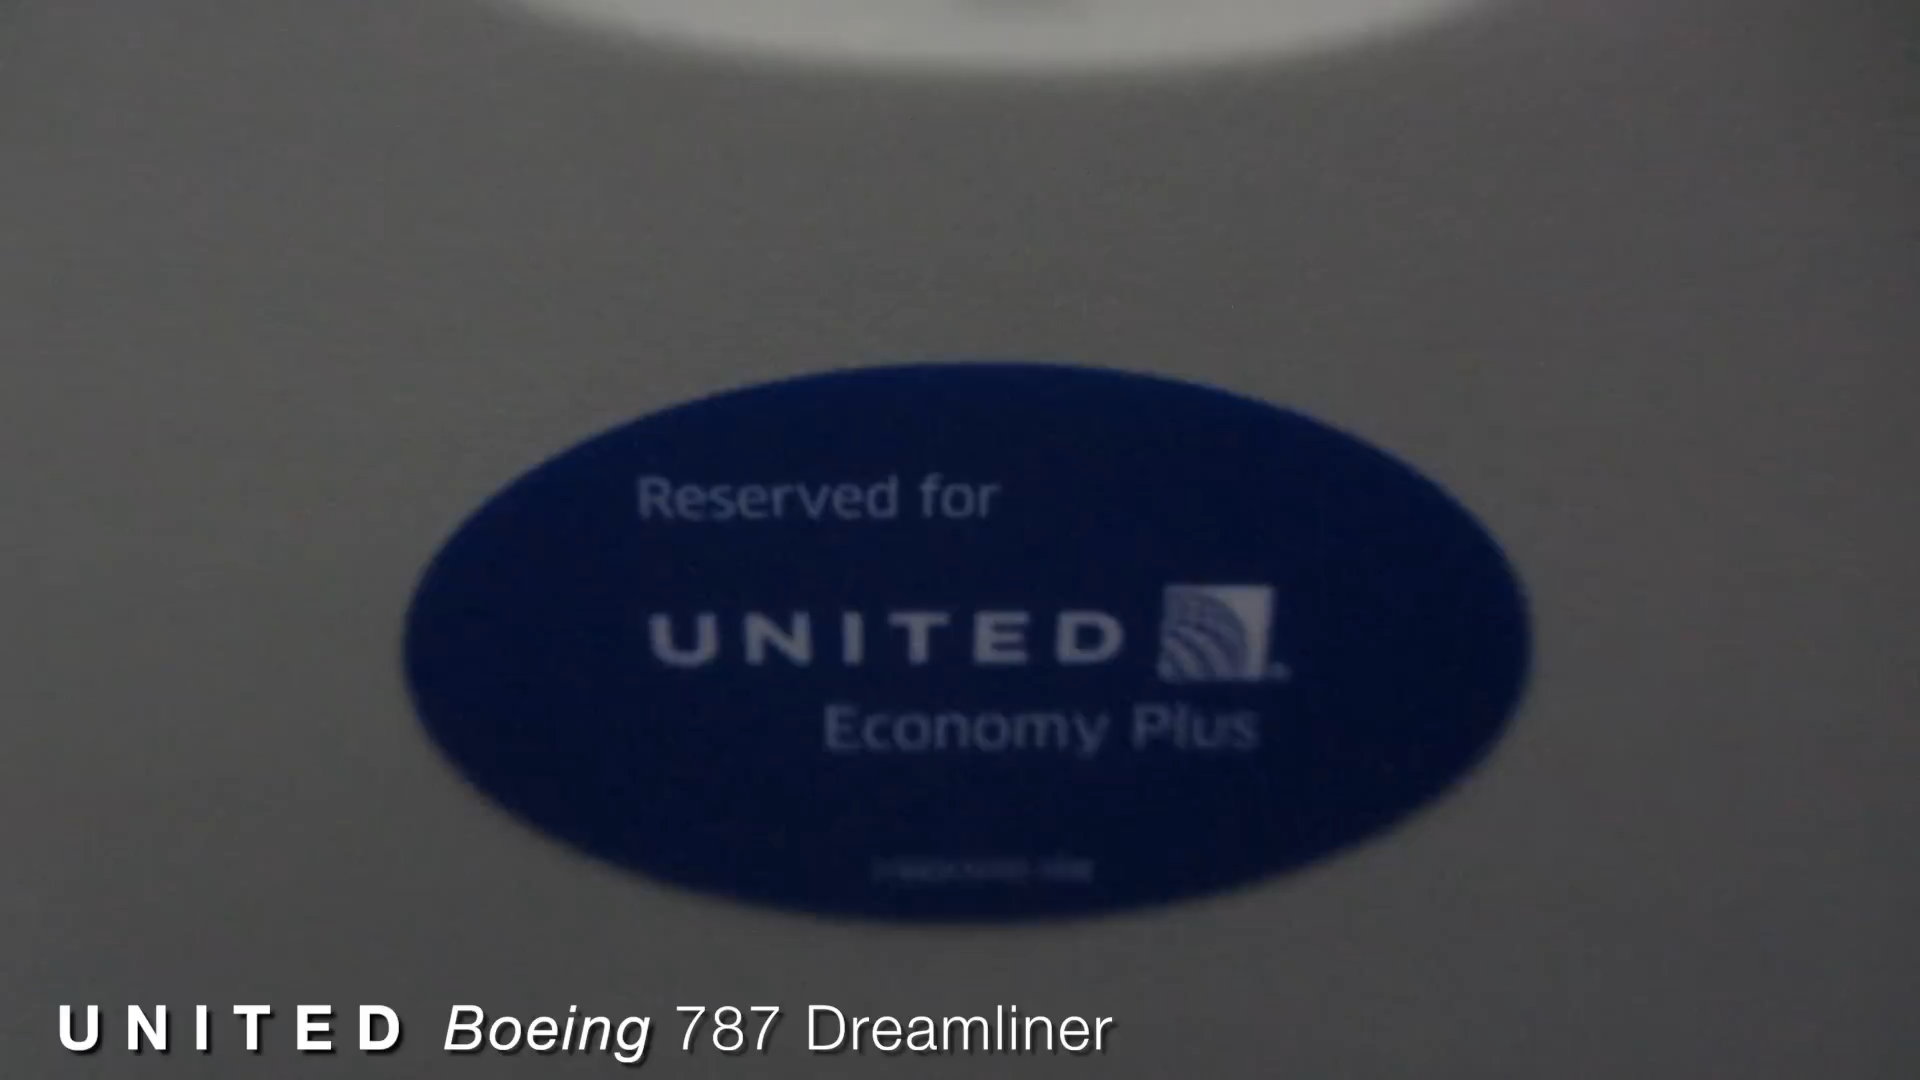 Reserved for
UNITED
Economy Plus
UNITED Boeing 787 Dreamliner